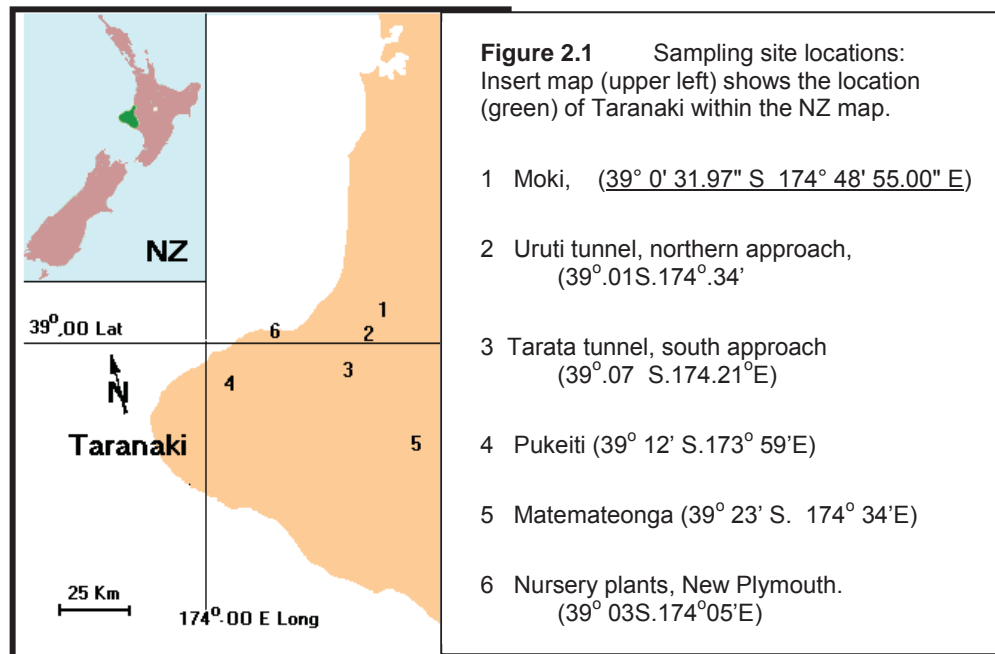 NZ
39°,00 Lat
N
Taranaki
25 Km
174°-00 E Long
1
2
3
4
5
6
Figure 2.1 Sampling site locations:
Insert map (upper left) shows the location
(green) of Taranaki within the NZ map.
1 Moki, (39° 0' 31.97" S 174° 48' 55.00" E)
2 Uruti tunnel, northern approach,
(39°.01S.174°.34'
3 Tarata tunnel, south approach
(39°.07 S.174.21°E)
4 Pukeiti (39° 12' S.173° 59'E)
5 Matemateonga (39° 23' S. 174° 34'E)
6 Nursery plants, New Plymouth.
(39° 03S.174°05'E)